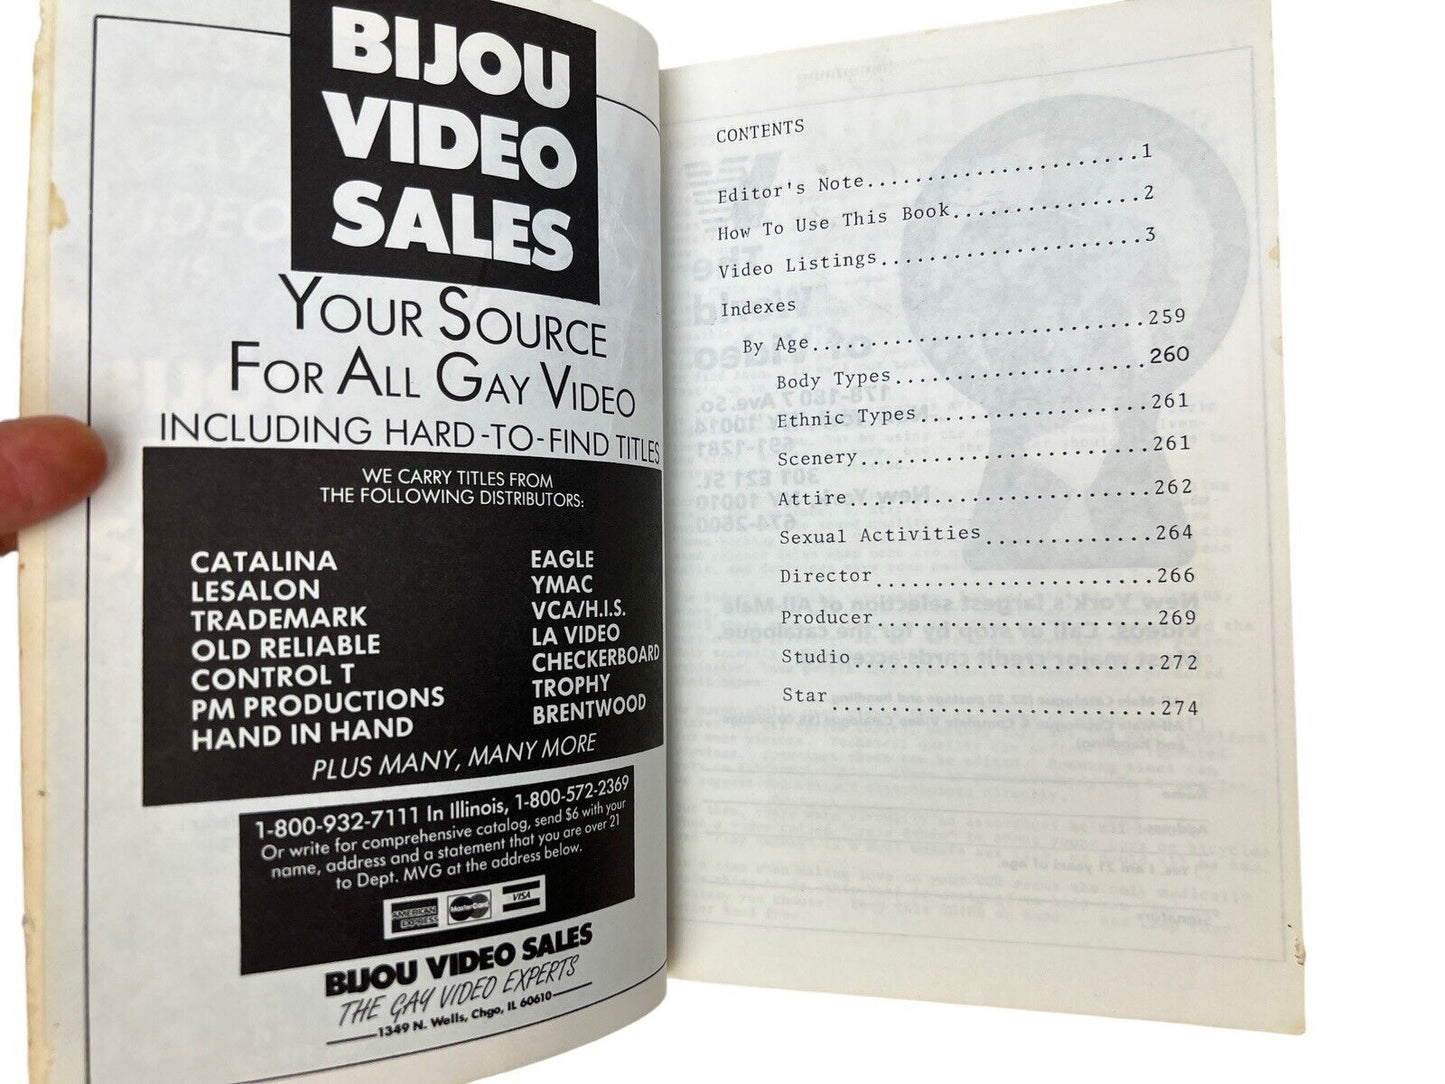 BIJOU
VIDEO
SALES
YOUR SOURCE
FOR ALL GAY VIDEO
INCLUDING HARD-TO-FIND TITLES
WE CARRY TITLES FROM
THE FOLLOWING DISTRIBUTORS:
CATALINA
LESALON
TRADEMARK
OLD RELIABLE
CONTROL T
PM PRODUCTIONS
HAND IN HAND
EAGLE
YMAC
VCA/H.I.S.
LA VIDEO
CHECKERBOARD
TROPHY
BRENTWOOD
PLUS MANY, MANY MORE
1-800-932-7111 In Illinois, 1-800-572-2369
Or write for comprehensive catalog, send $6 with your
name, address and a statement that you are over 21
to Dept. MVG at the address below.
AMERICAN EXPRESS MasterCard VISA
BIJOU VIDEO SALES
THE GAY VIDEO EXPERTS
1349 N. Wells, Chgo, IL 60610
CONTENTS
Editor's Note.......................1
How To Use This Book................2
Video Listings......................3
Indexes
By Age............................259
Body Types.....................260
Ethnic Types...................261
Scenery........................261
Attire.........................262
Sexual Activities..............264
Director.......................266
Producer.......................269
Studio.........................272
Star...........................274